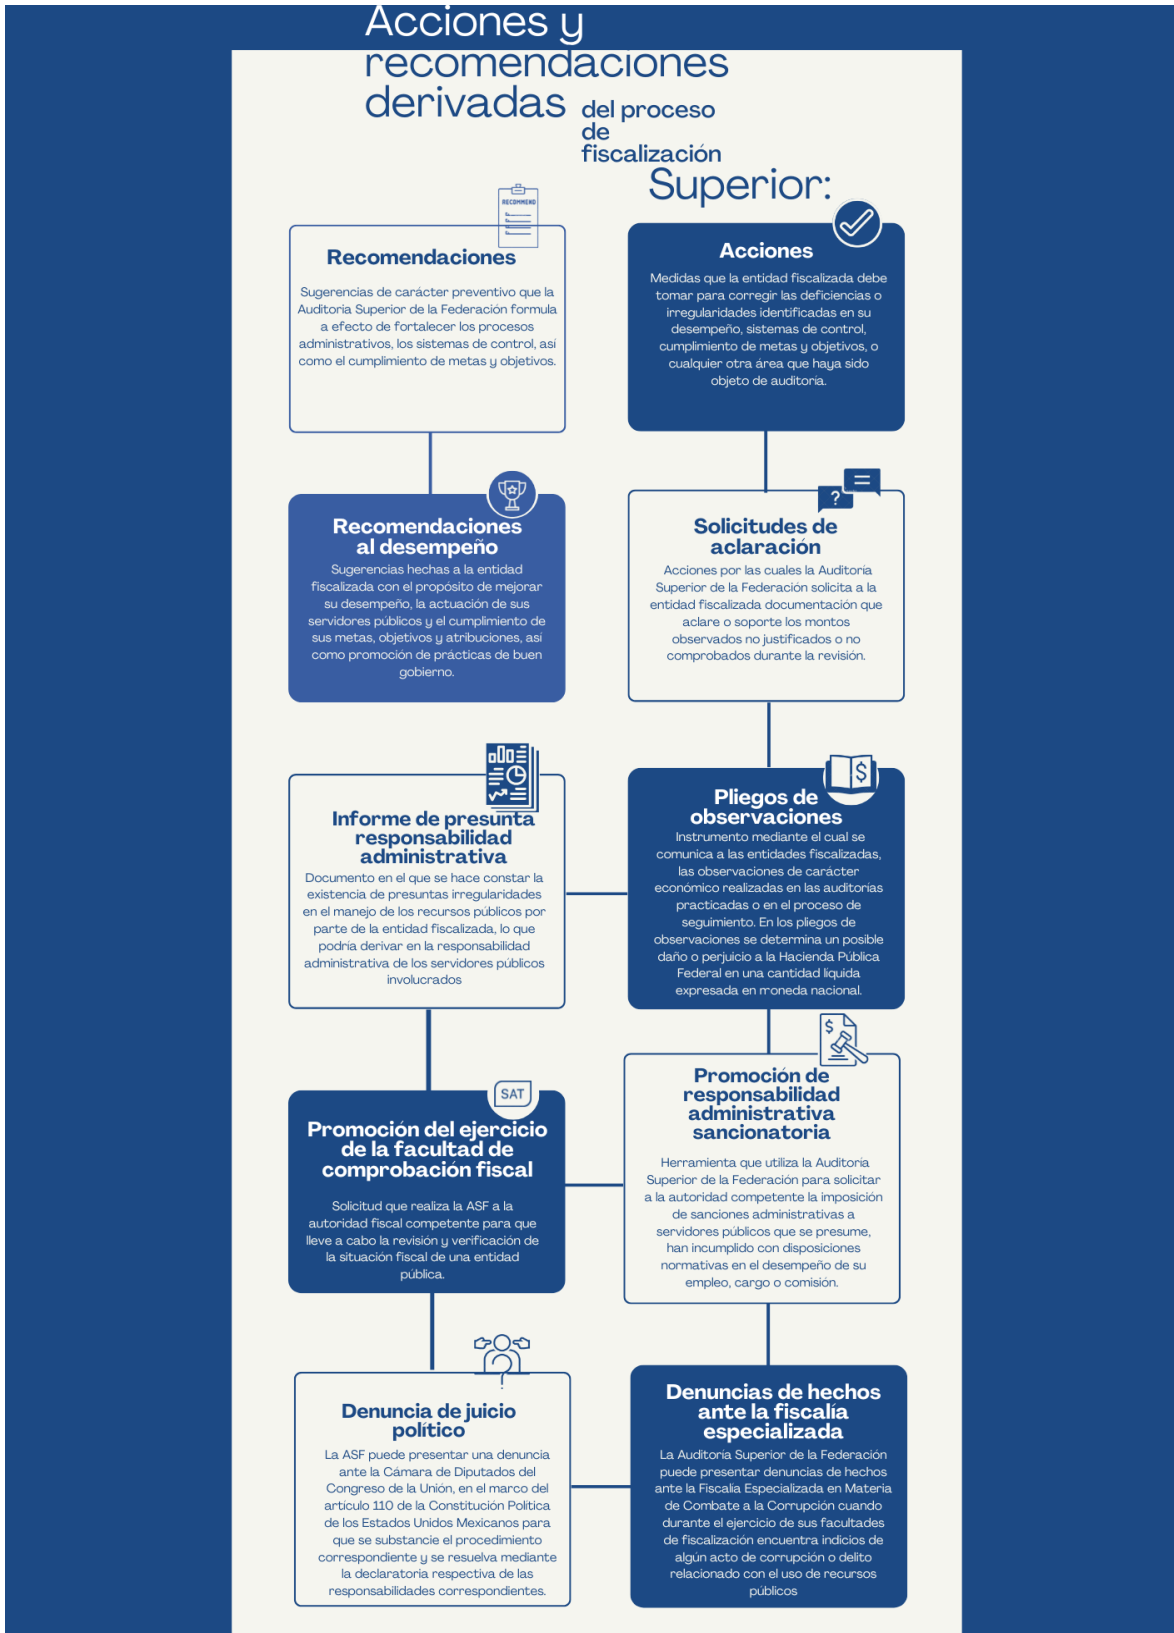 Acciones y
recomendaciones
derivadas
del proceso
de
fiscalización
Superior:
RECOMMEND
Recomendaciones
Sugerencias de carácter preventivo que la
Auditoria Superior de la Federación formula
a efecto de fortalecer los procesos
administrativos, los sistemas de control, así
como el cumplimiento de metas y objetivos.
Acciones
Medidas que la entidad fiscalizada debe
tomar para corregir las deficiencias o
irregularidades identificadas en su
desempeño, sistemas de control,
cumplimiento de metas y objetivos, o
cualquier otra área que haya sido
objeto de auditoría.
Recomendaciones
al desempeño
Sugerencias hechas a la entidad
fiscalizada con el propósito de mejorar
su desempeño, la actuación de sus
servidores públicos y el cumplimiento de
sus metas, objetivos y atribuciones, así
como promoción de prácticas de buen
gobierno.
?
=
Solicitudes de
aclaración
Acciones por las cuales la Auditoría
Superior de la Federación solicita a la
entidad fiscalizada documentación que
aclare o soporte los montos
observados no justificados o no
comprobados durante la revisión.
Informe de presunta
responsabilidad
administrativa
Documento en el que se hace constar la
existencia de presuntas irregularidades
en el manejo de los recursos públicos por
parte de la entidad fiscalizada, lo que
podría derivar en la responsabilidad
administrativa de los servidores públicos
involucrados
$
Pliegos de
observaciones
Instrumento mediante el cual se
comunica a las entidades fiscalizadas,
las observaciones de carácter
económico realizadas en las auditorías
practicadas o en el proceso de
seguimiento. En los pliegos de
observaciones se determina un posible
daño o perjuicio a la Hacienda Pública
Federal en una cantidad líquida
expresada en moneda nacional.
SAT
Promoción del ejercicio
de la facultad de
comprobación fiscal
Solicitud que realiza la ASF a la
autoridad fiscal competente para que
lleve a cabo la revisión y verificación de
la situación fiscal de una entidad
pública.
$
Promoción de
responsabilidad
administrativa
sancionatoria
Herramienta que utiliza la Auditoría
Superior de la Federación para solicitar
a la autoridad competente la imposición
de sanciones administrativas a
servidores públicos que se presume,
han incumplido con disposiciones
normativas en el desempeño de su
empleo, cargo o comisión.
?
Denuncia de juicio
político
La ASF puede presentar una denuncia
ante la Cámara de Diputados del
Congreso de la Unión, en el marco del
artículo 110 de la Constitución Política
de los Estados Unidos Mexicanos para
que se substancie el procedimiento
correspondiente y se resuelva mediante
la declaratoria respectiva de las
responsabilidades correspondientes.
Denuncias de hechos
ante la fiscalía
especializada
La Auditoría Superior de la Federación
puede presentar denuncias de hechos
ante la Fiscalía Especializada en Materia
de Combate a la Corrupción cuando
durante el ejercicio de sus facultades
de fiscalización encuentra indicios de
algún acto de corrupción o delito
relacionado con el uso de recursos
públicos